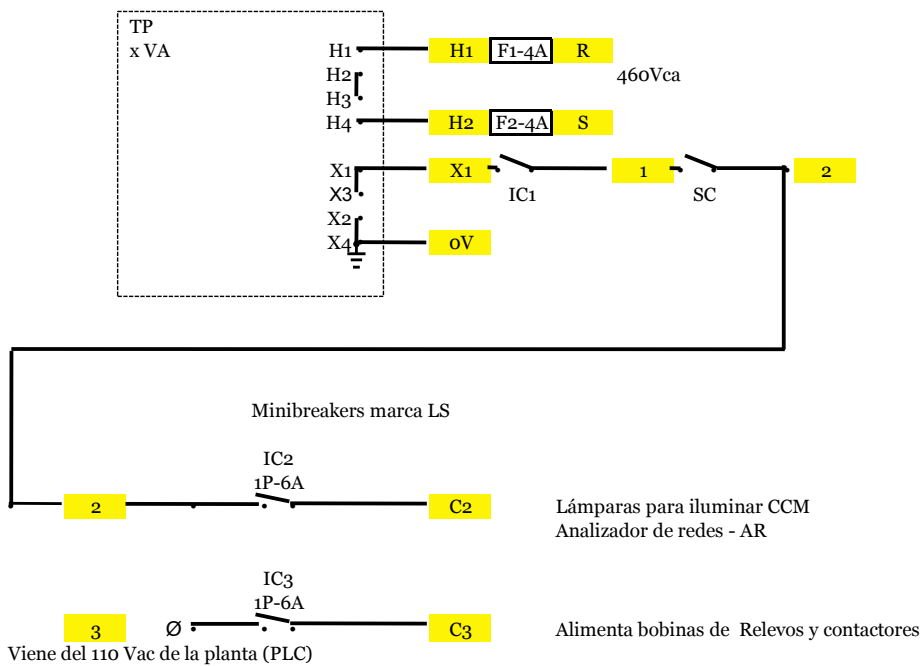 TP
x VA
H1 H1 F1-4A R
H2 460Vca
H3
H4 H2 F2-4A S
X1 X1 IC1 1 SC 2
X3
X2
X4 0V
Minibreakers marca LS
IC2
1P-6A
2 C2 Lámparas para iluminar CCM
Analizador de redes - AR
IC3
1P-6A
3 Ø C3 Alimenta bobinas de Relevos y contactores
Viene del 110 Vac de la planta (PLC)